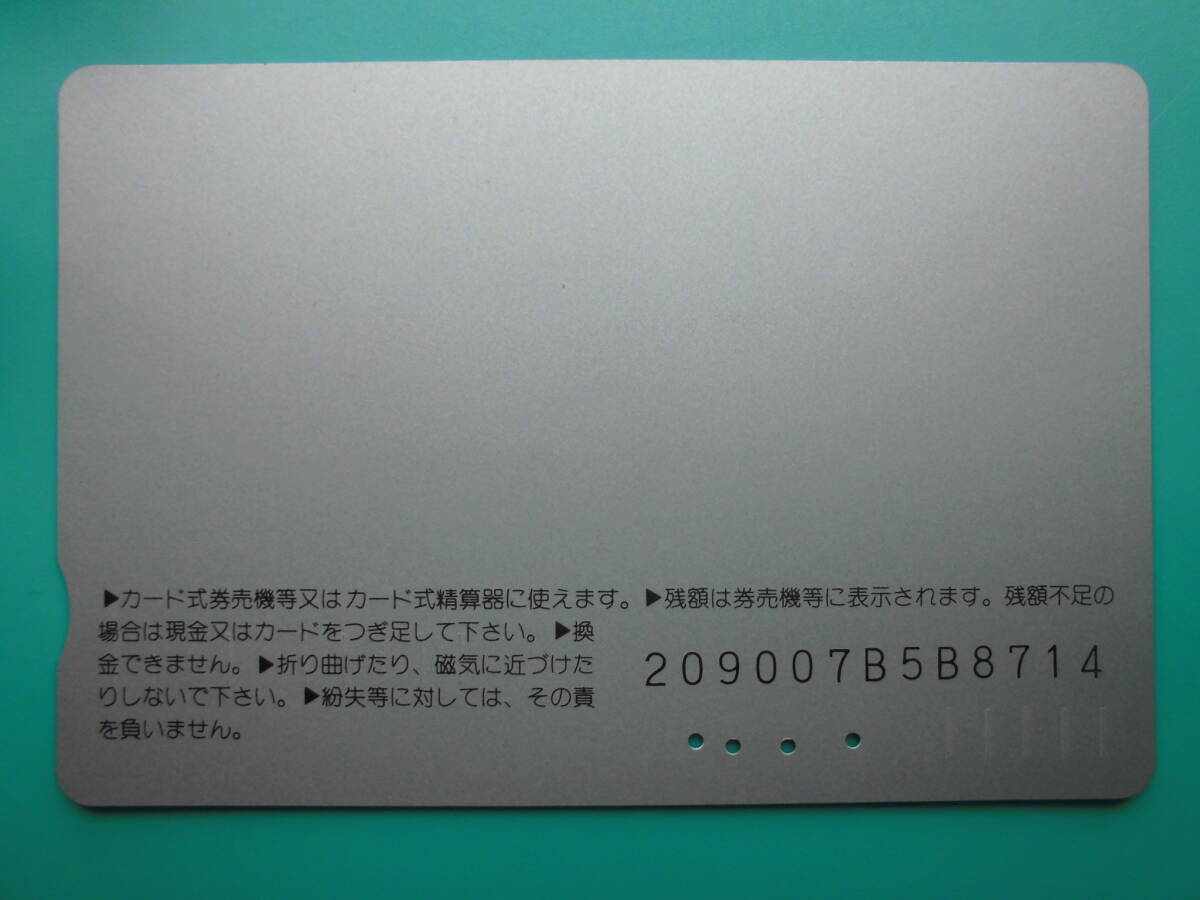 ▶カード式券売機等又はカード式精算器に使えます。▶残額は券売機等に表示されます。残額不足の
場合は現金又はカードをつぎ足して下さい。▶換
金できません。▶折り曲げたり、磁気に近づけた
りしないで下さい。▶紛失等に対しては、その責
を負いません。
209007B5B8714